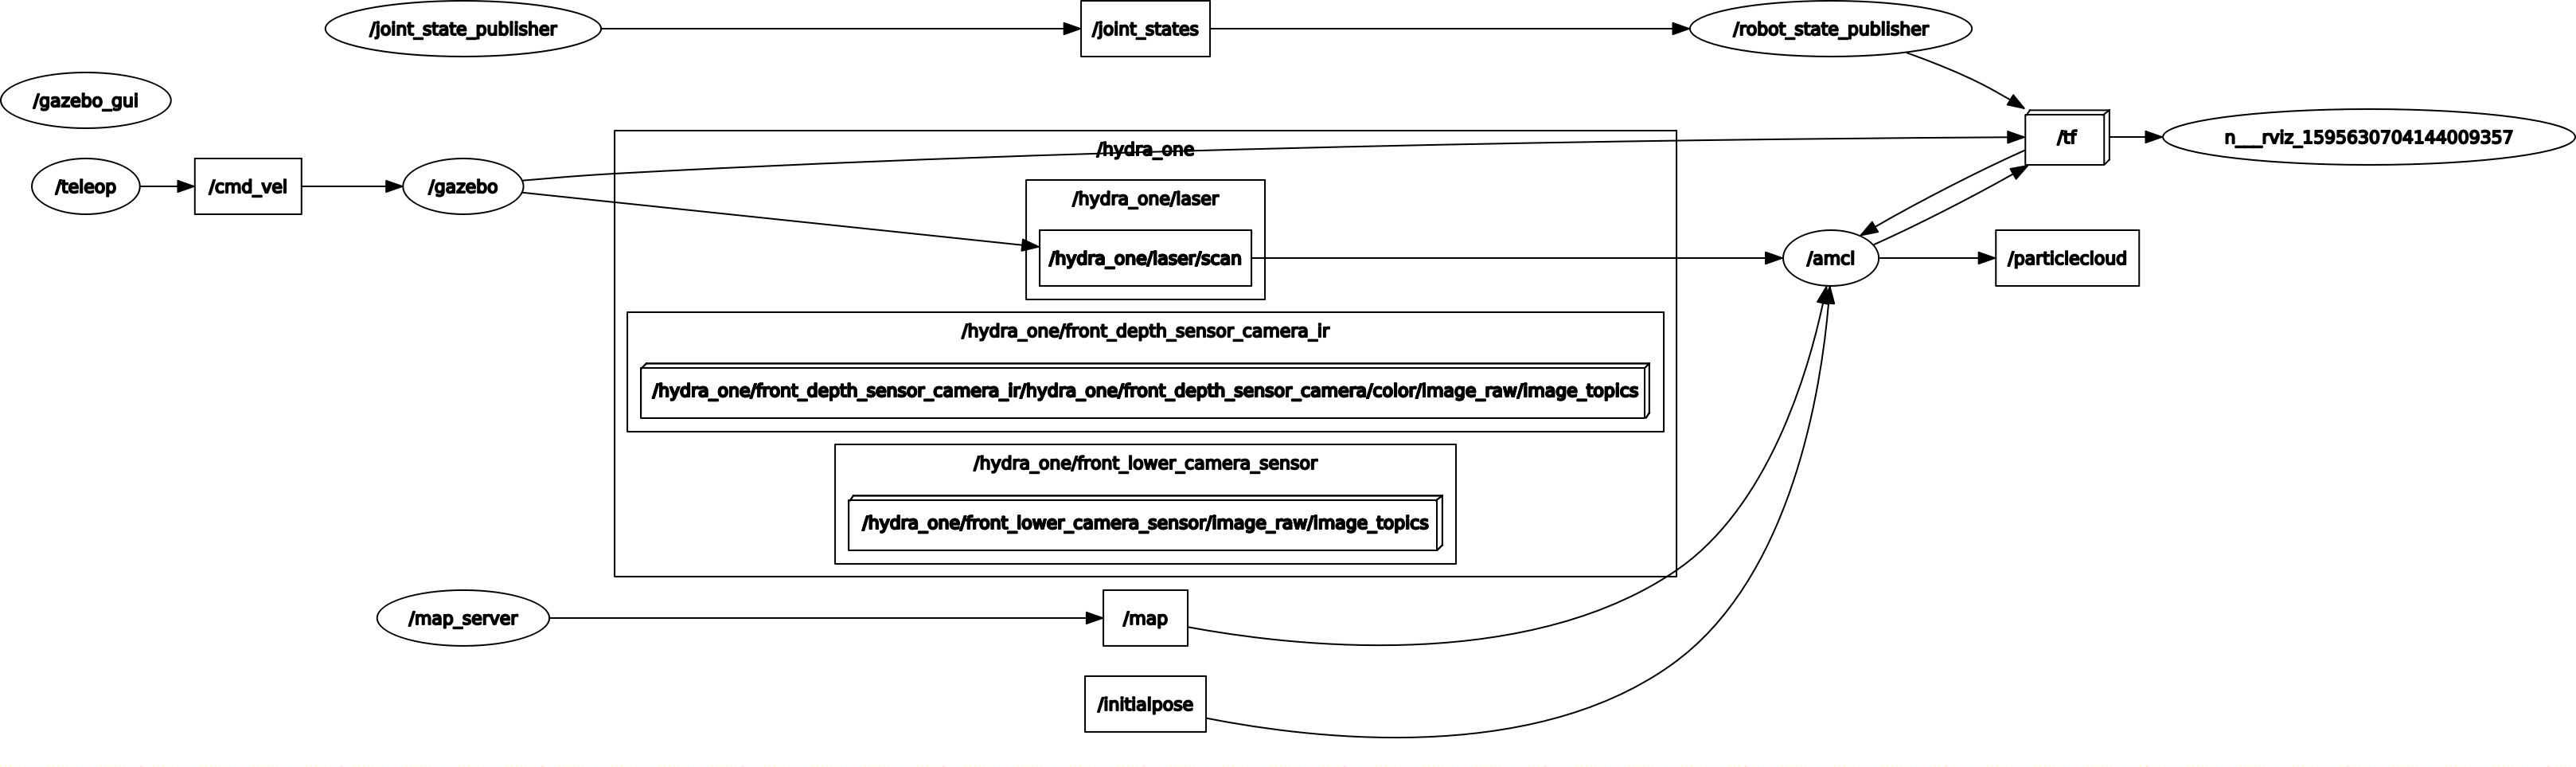 /joint_state_publisher
/joint_states
/robot_state_publisher
/gazebo_gui
/tf
n___rviz_1595630704144009357
/hydra_one
/teleop
/cmd_vel
/gazebo
/hydra_one/laser
/hydra_one/laser/scan
/amcl
/particlecloud
/hydra_one/front_depth_sensor_camera_ir
/hydra_one/front_depth_sensor_camera_ir/hydra_one/front_depth_sensor_camera/color/image_raw/image_topics
/hydra_one/front_lower_camera_sensor
/hydra_one/front_lower_camera_sensor/image_raw/image_topics
/map_server
/map
/initialpose